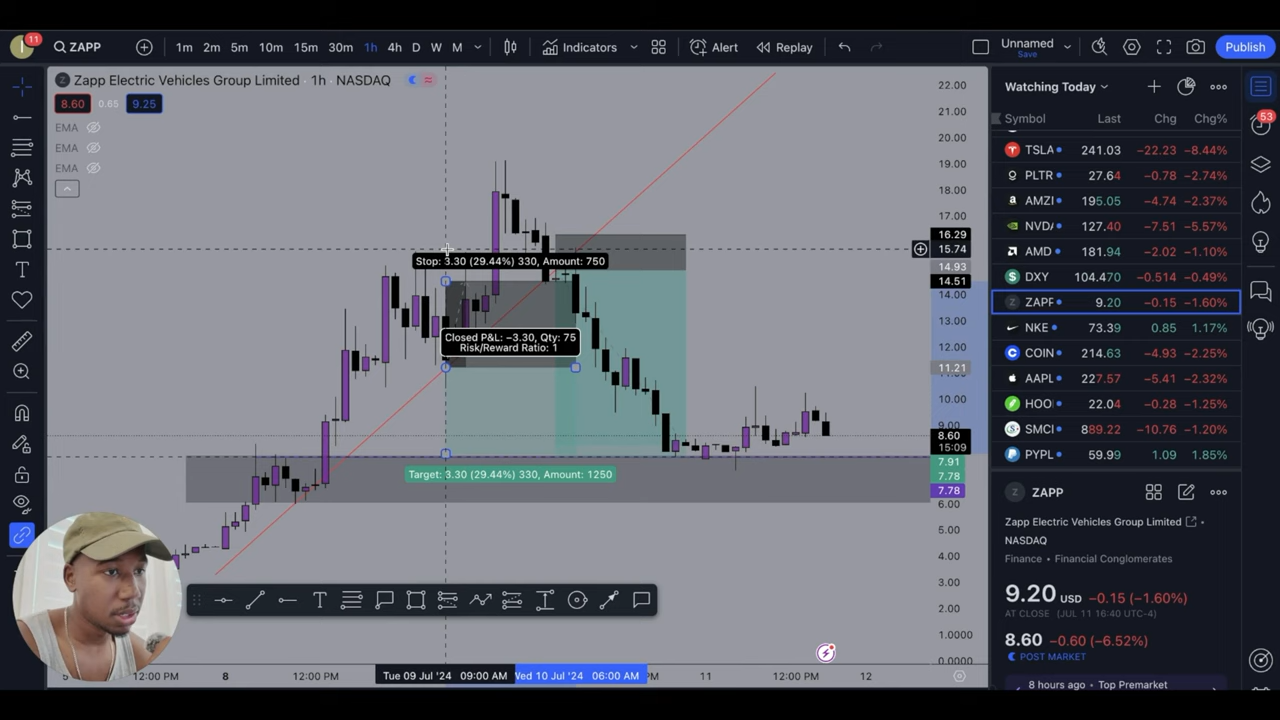 11
ZAPP
1m 2m 5m 10m 15m 30m 1h 4h D W M
Indicators
Alert
Replay
Unnamed
Save
Publish
Zapp Electric Vehicles Group Limited · 1h · NASDAQ
8.60 0.65 9.25
EMA
EMA
EMA
Stop: 3.30 (29.44%) 330, Amount: 750
Closed P&L: −3.30, Qty: 75
Risk/Reward Ratio: 1
Target: 3.30 (29.44%) 330, Amount: 1250
22.00
21.00
20.00
19.00
18.00
17.00
16.29
15.74
14.93
14.51
14.00
13.00
12.00
11.21
10.00
9.00
8.60
15:09
7.91
7.78
7.78
6.00
5.00
4.00
3.00
2.00
1.0000
0.0000
12:00 PM
8
12:00 PM
Tue 09 Jul '24 09:00 AM
Wed 10 Jul '24 06:00 AM
11
12:00 PM
12
Watching Today
Symbol Last Chg Chg%
TSLA 241.03 −22.23 −8.44%
PLTR 27.64 −0.78 −2.74%
AMZI 195.05 −4.74 −2.37%
NVD 127.40 −7.51 −5.57%
AMD 181.94 −2.02 −1.10%
DXY 104.470 −0.514 −0.49%
ZAPF 9.20 −0.15 −1.60%
NKE 73.39 0.85 1.17%
COIN 214.63 −4.93 −2.25%
AAPL 227.57 −5.41 −2.32%
HOO 22.04 −0.28 −1.25%
SMCI 889.22 −10.76 −1.20%
PYPL 59.99 1.09 1.85%
ZAPP
Zapp Electric Vehicles Group Limited
NASDAQ
Finance • Financial Conglomerates
9.20 USD −0.15 (−1.60%)
AT CLOSE (JUL 11 16:40 UTC-4)
8.60 −0.60 (−6.52%)
POST MARKET
8 hours ago • Top Premarket
53